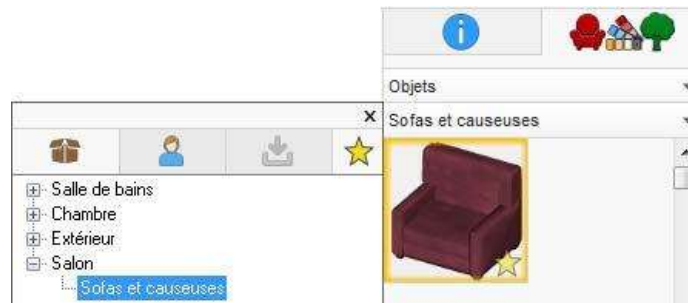 Objets
Sofas et causeuses
x
Salle de bains
Chambre
Extérieur
Salon
Sofas et causeuses